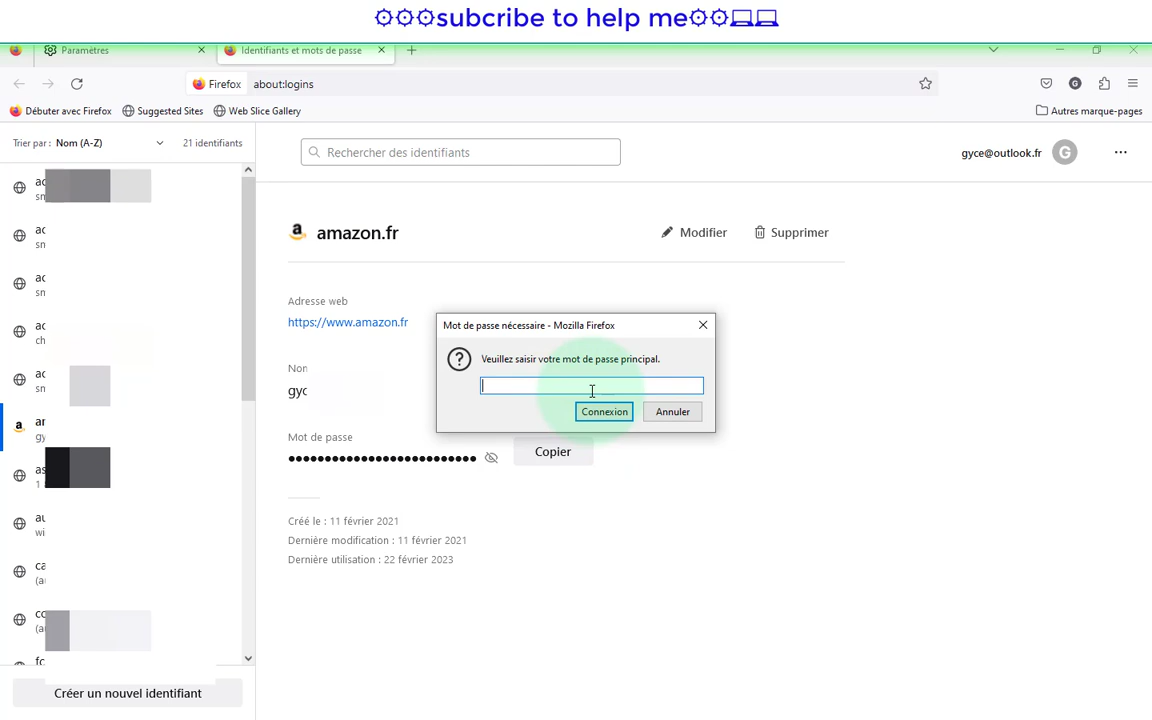 ⚙⚙⚙subcribe to help me⚙⚙💻💻
Paramètres
Identifiants et mots de passe
Firefox
about:logins
Débuter avec Firefox
Suggested Sites
Web Slice Gallery
Autres marque-pages
Trier par : Nom (A-Z)
21 identifiants
Rechercher des identifiants
gyce@outlook.fr
G
amazon.fr
Modifier
Supprimer
Adresse web
https://www.amazon.fr
Mot de passe nécessaire - Mozilla Firefox
Veuillez saisir votre mot de passe principal.
Connexion
Annuler
Mot de passe
Copier
Créé le : 11 février 2021
Dernière modification : 11 février 2021
Dernière utilisation : 22 février 2023
Créer un nouvel identifiant